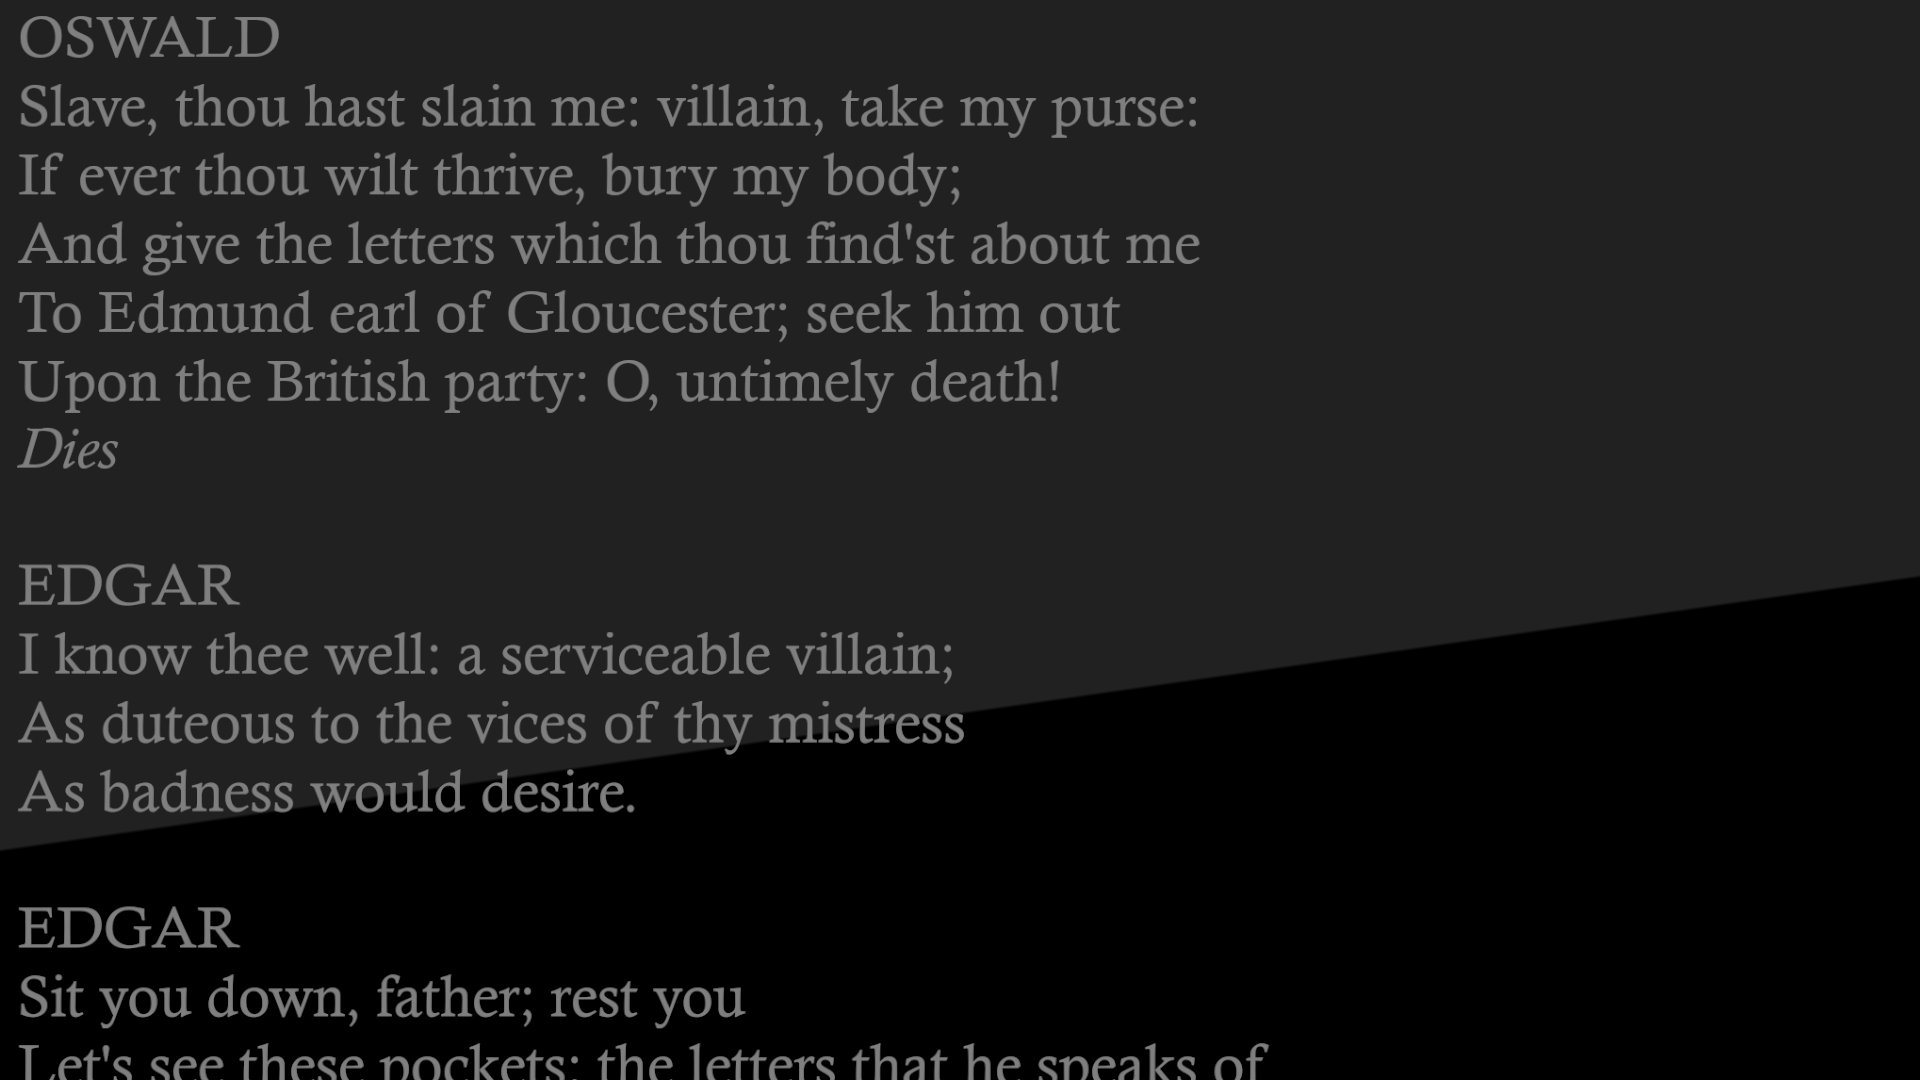 OSWALD
Slave, thou hast slain me: villain, take my purse:
If ever thou wilt thrive, bury my body;
And give the letters which thou find'st about me
To Edmund earl of Gloucester; seek him out
Upon the British party: O, untimely death!
Dies
EDGAR
I know thee well: a serviceable villain;
As duteous to the vices of thy mistress
As badness would desire.
EDGAR
Sit you down, father; rest you
Let's see these pockets: the letters that he speaks of